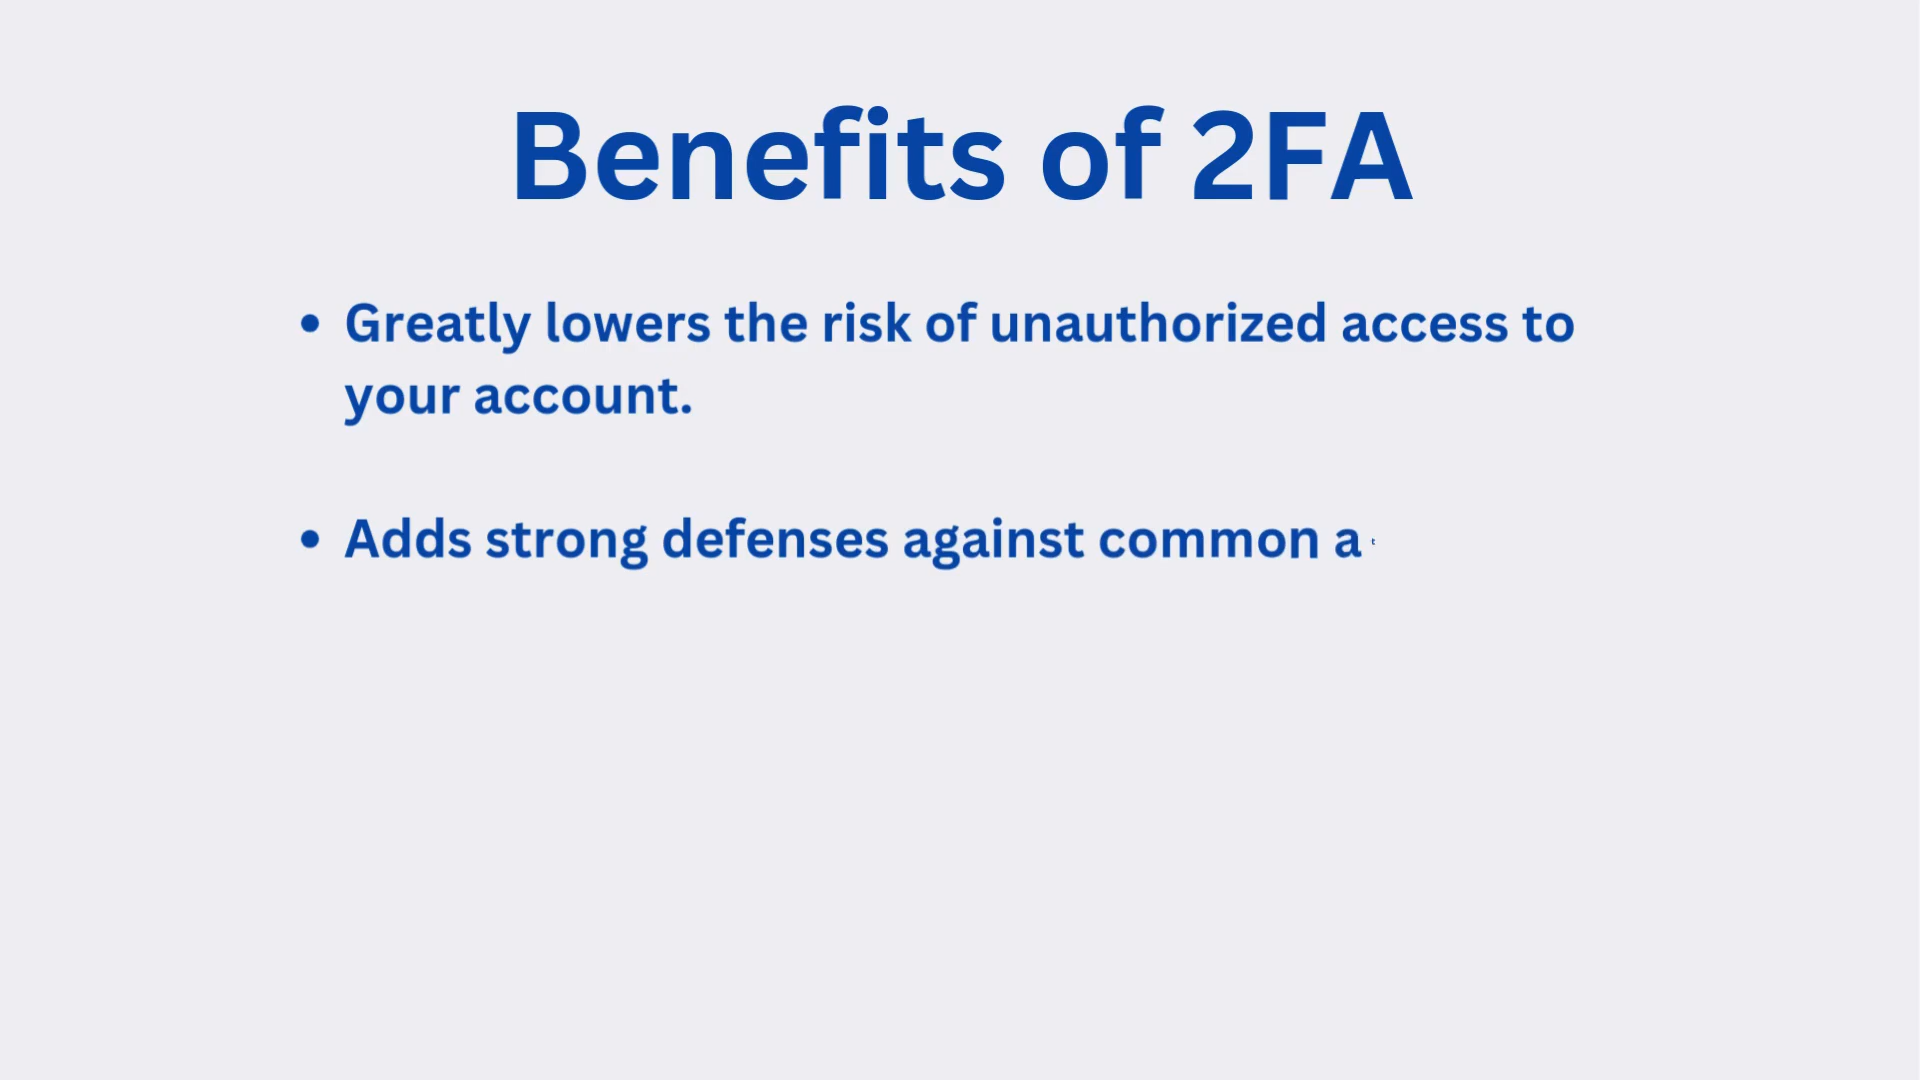 Benefits of 2FA
• Greatly lowers the risk of unauthorized access to
your account.
• Adds strong defenses against common a t